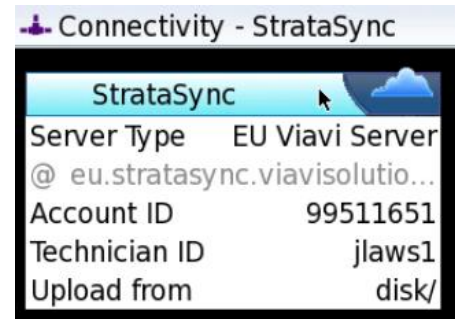 Connectivity - StrataSync
StrataSync
Server Type EU Viavi Server
@ eu.stratasync.viavisolutio...
Account ID 99511651
Technician ID jlaws1
Upload from disk/